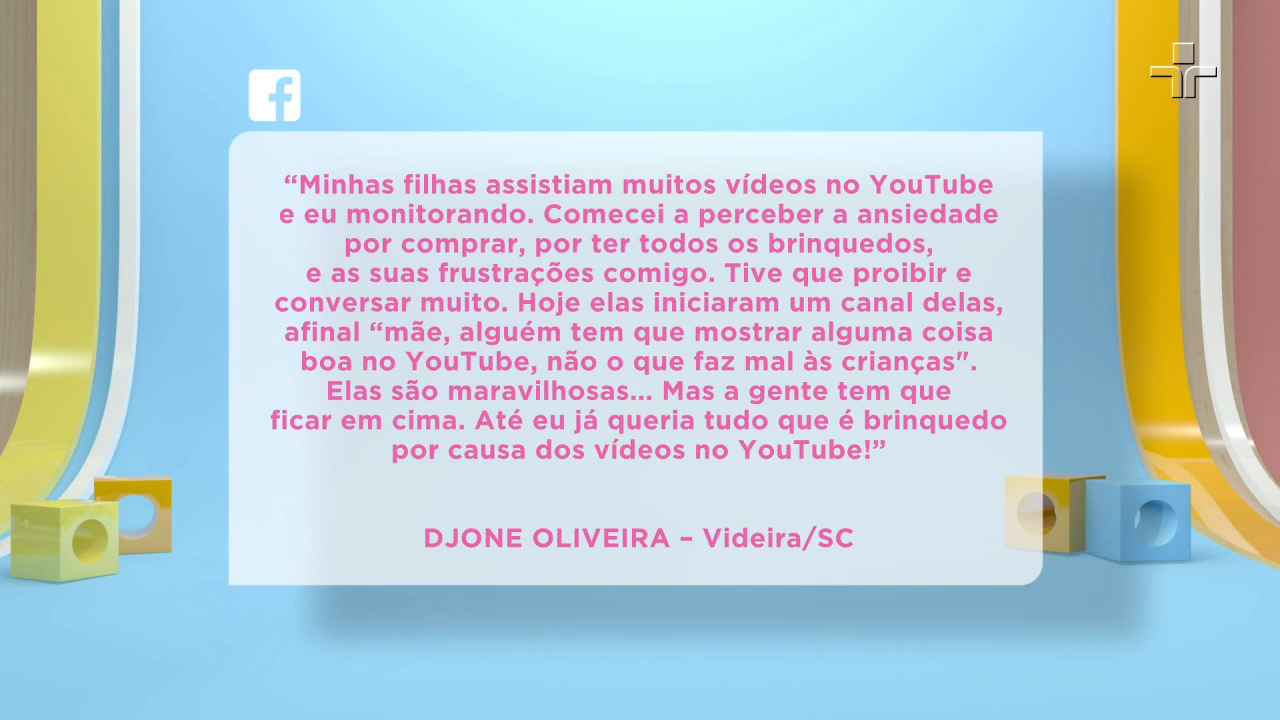 “Minhas filhas assistiam muitos vídeos no YouTube
e eu monitorando. Comecei a perceber a ansiedade
por comprar, por ter todos os brinquedos,
e as suas frustrações comigo. Tive que proibir e
conversar muito. Hoje elas iniciaram um canal delas,
afinal “mãe, alguém tem que mostrar alguma coisa
boa no YouTube, não o que faz mal às crianças".
Elas são maravilhosas... Mas a gente tem que
ficar em cima. Até eu já queria tudo que é brinquedo
por causa dos vídeos no YouTube!”
DJONE OLIVEIRA – Videira/SC